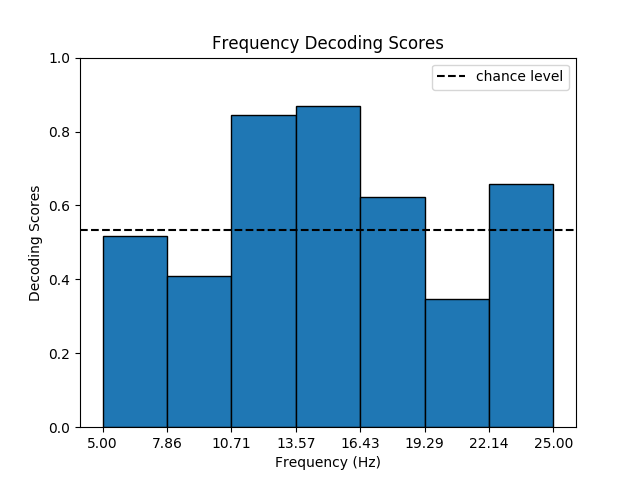 Frequency Decoding Scores
chance level
Decoding Scores
1.0
0.8
0.6
0.4
0.2
0.0
5.00 7.86 10.71 13.57 16.43 19.29 22.14 25.00
Frequency (Hz)